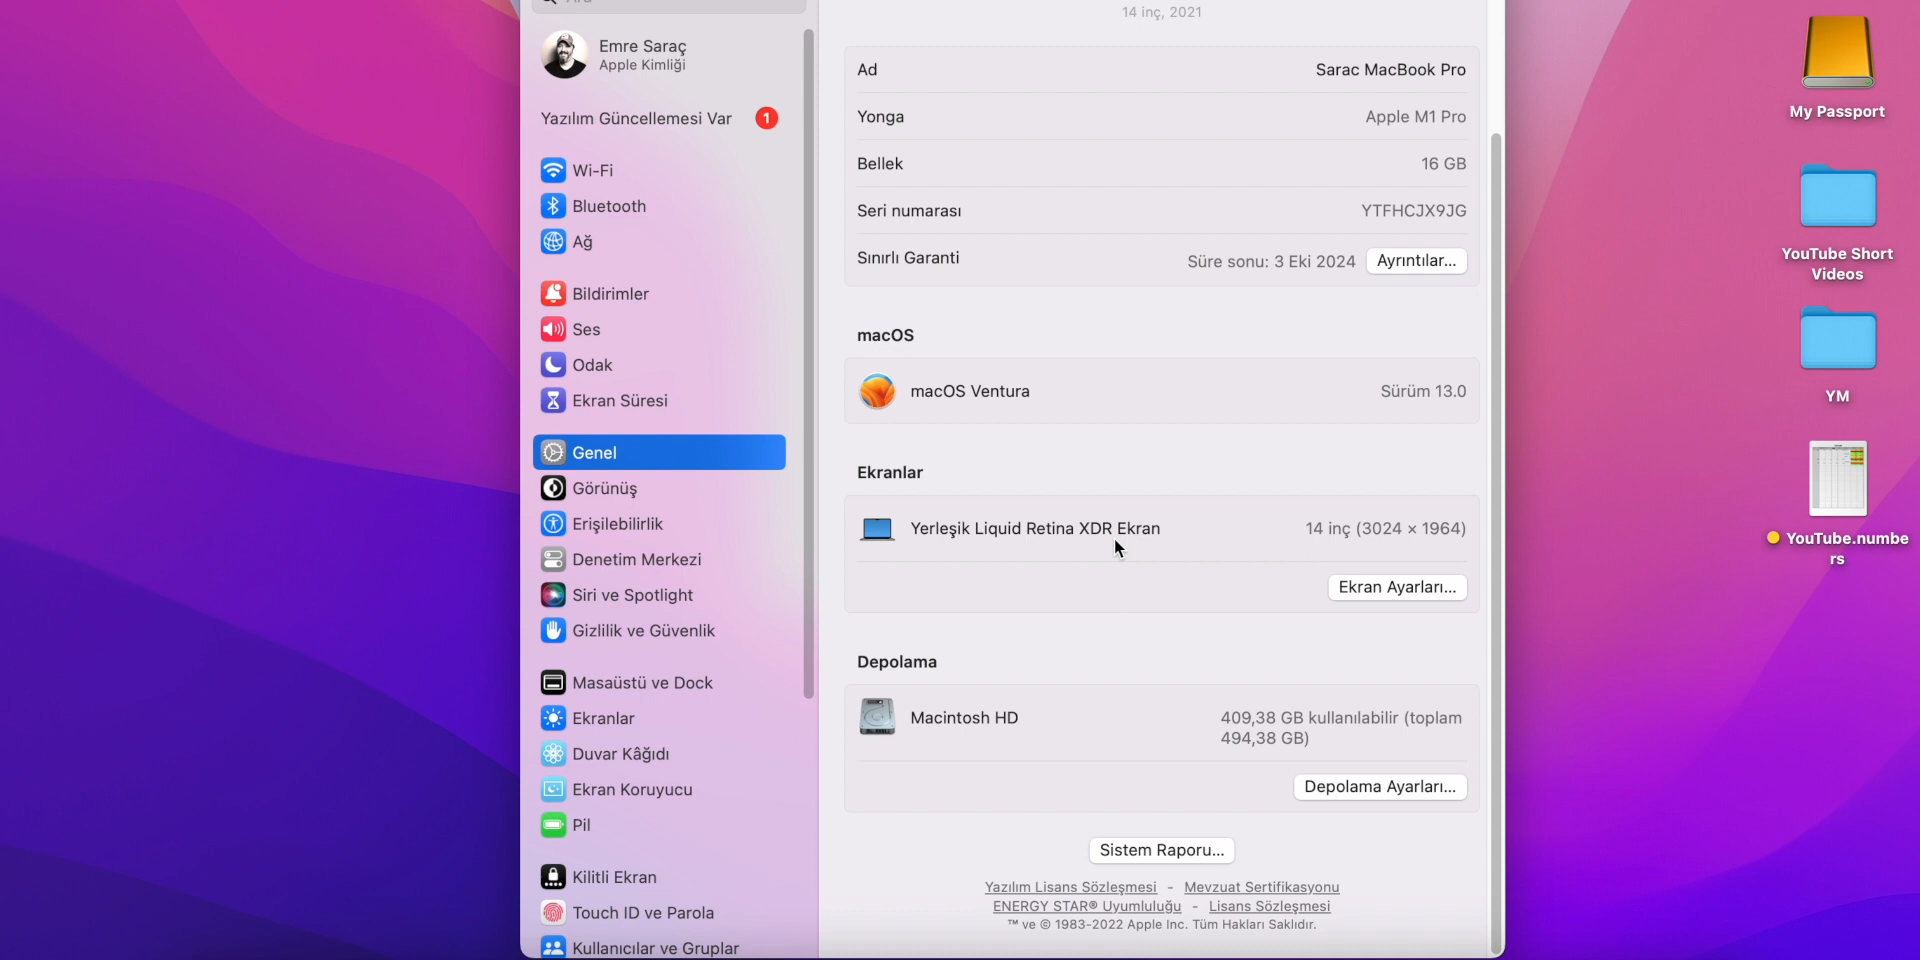 Ara
Emre Saraç
Apple Kimliği
Yazılım Güncellemesi Var 1
Wi-Fi
Bluetooth
Ağ
Bildirimler
Ses
Odak
Ekran Süresi
Genel
Görünüş
Erişilebilirlik
Denetim Merkezi
Siri ve Spotlight
Gizlilik ve Güvenlik
Masaüstü ve Dock
Ekranlar
Duvar Kâğıdı
Ekran Koruyucu
Pil
Kilitli Ekran
Touch ID ve Parola
Kullanıcılar ve Gruplar
14 inç, 2021
Ad Sarac MacBook Pro
Yonga Apple M1 Pro
Bellek 16 GB
Seri numarası YTFHCJX9JG
Sınırlı Garanti Süre sonu: 3 Eki 2024 Ayrıntılar...
macOS
macOS Ventura Sürüm 13.0
Ekranlar
Yerleşik Liquid Retina XDR Ekran 14 inç (3024 × 1964)
Ekran Ayarları...
Depolama
Macintosh HD 409,38 GB kullanılabilir (toplam
494,38 GB)
Depolama Ayarları...
Sistem Raporu...
Yazılım Lisans Sözleşmesi - Mevzuat Sertifikasyonu
ENERGY STAR® Uyumluluğu - Lisans Sözleşmesi
™ ve © 1983-2022 Apple Inc. Tüm Hakları Saklıdır.
My Passport
YouTube Short
Videos
YM
YouTube.numbe
rs